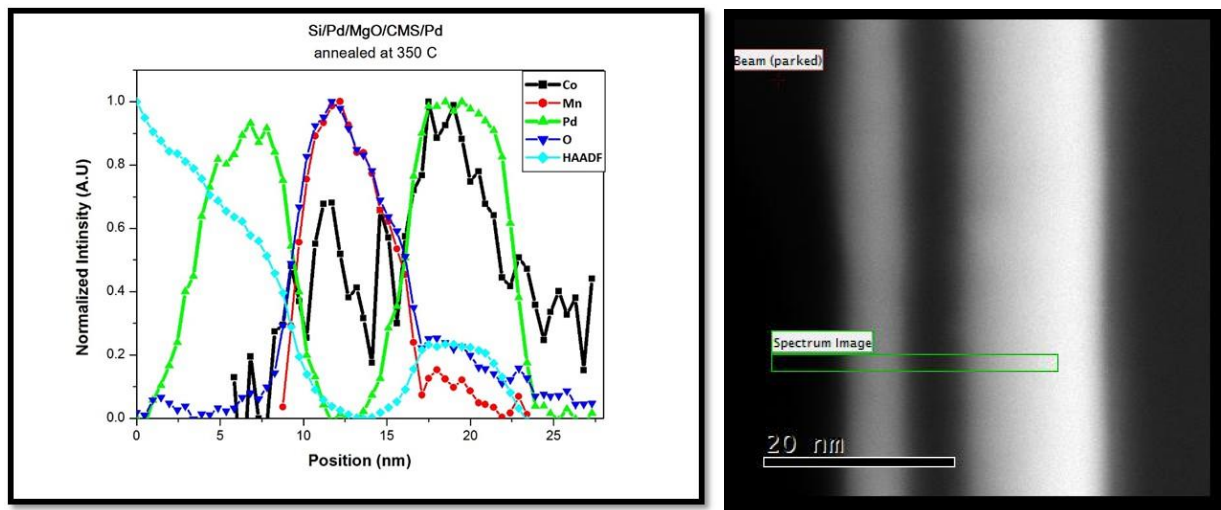 Si/Pd/MgO/CMS/Pd
annealed at 350 C
Normalized Intinsity (A.U)
1.0
0.8
0.6
0.4
0.2
0.0
Co
Mn
Pd
O
HAADF
0
5
10
15
20
25
Position (nm)
Beam (parked)
Spectrum Image
20 nm